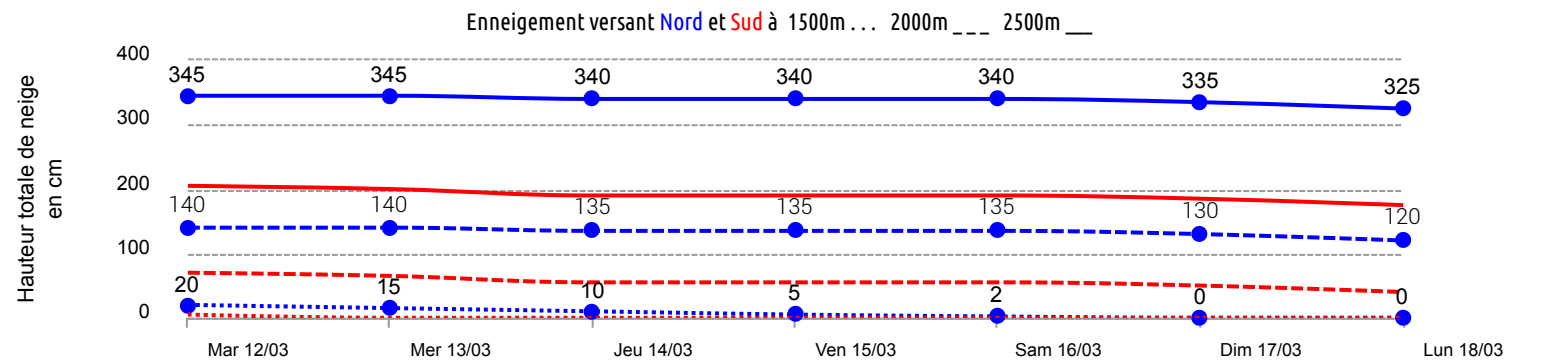 Enneigement versant Nord et Sud à 1500m . . . 2000m _ _ _ 2500m __
Hauteur totale de neige
en cm
400
345 345 340 340 340 335 325
300
200
140 140 135 135 135 130 120
100
20 15 10 5 2 0 0
0
Mar 12/03 Mer 13/03 Jeu 14/03 Ven 15/03 Sam 16/03 Dim 17/03 Lun 18/03